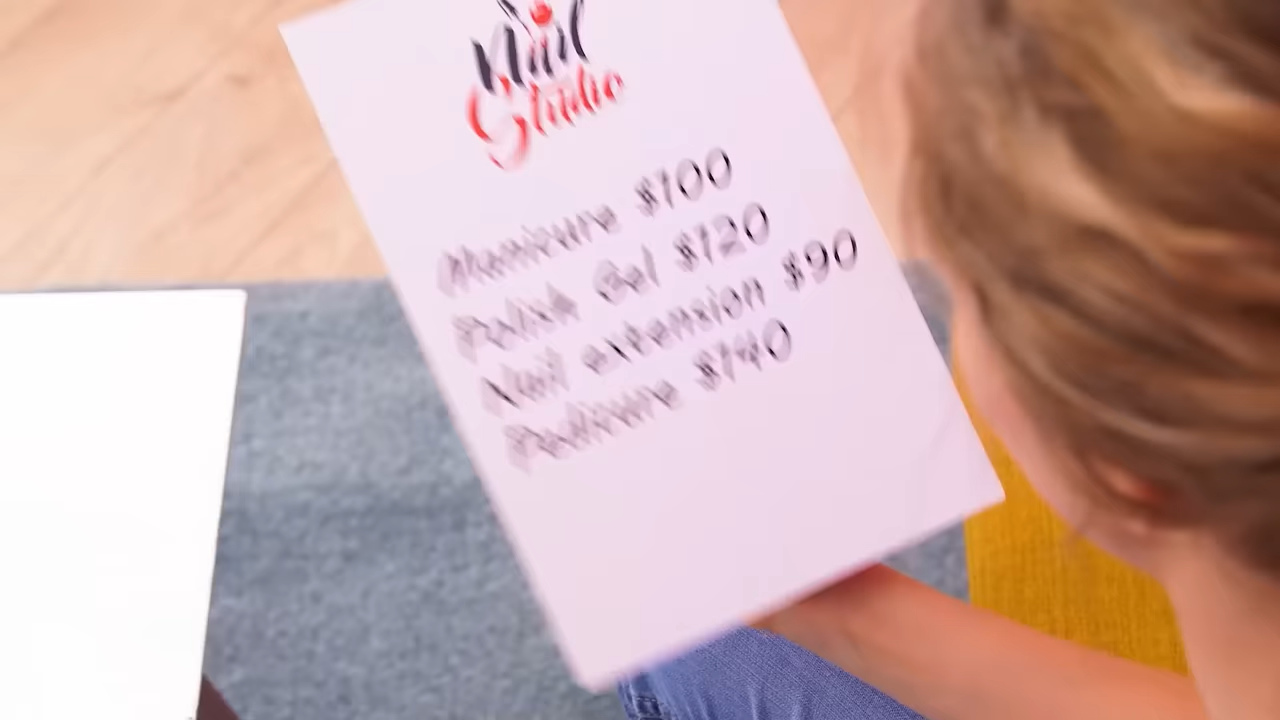 Nail
Studio
Manicure $100
Polish Gel $120
Nail extension $90
Pedicure $140